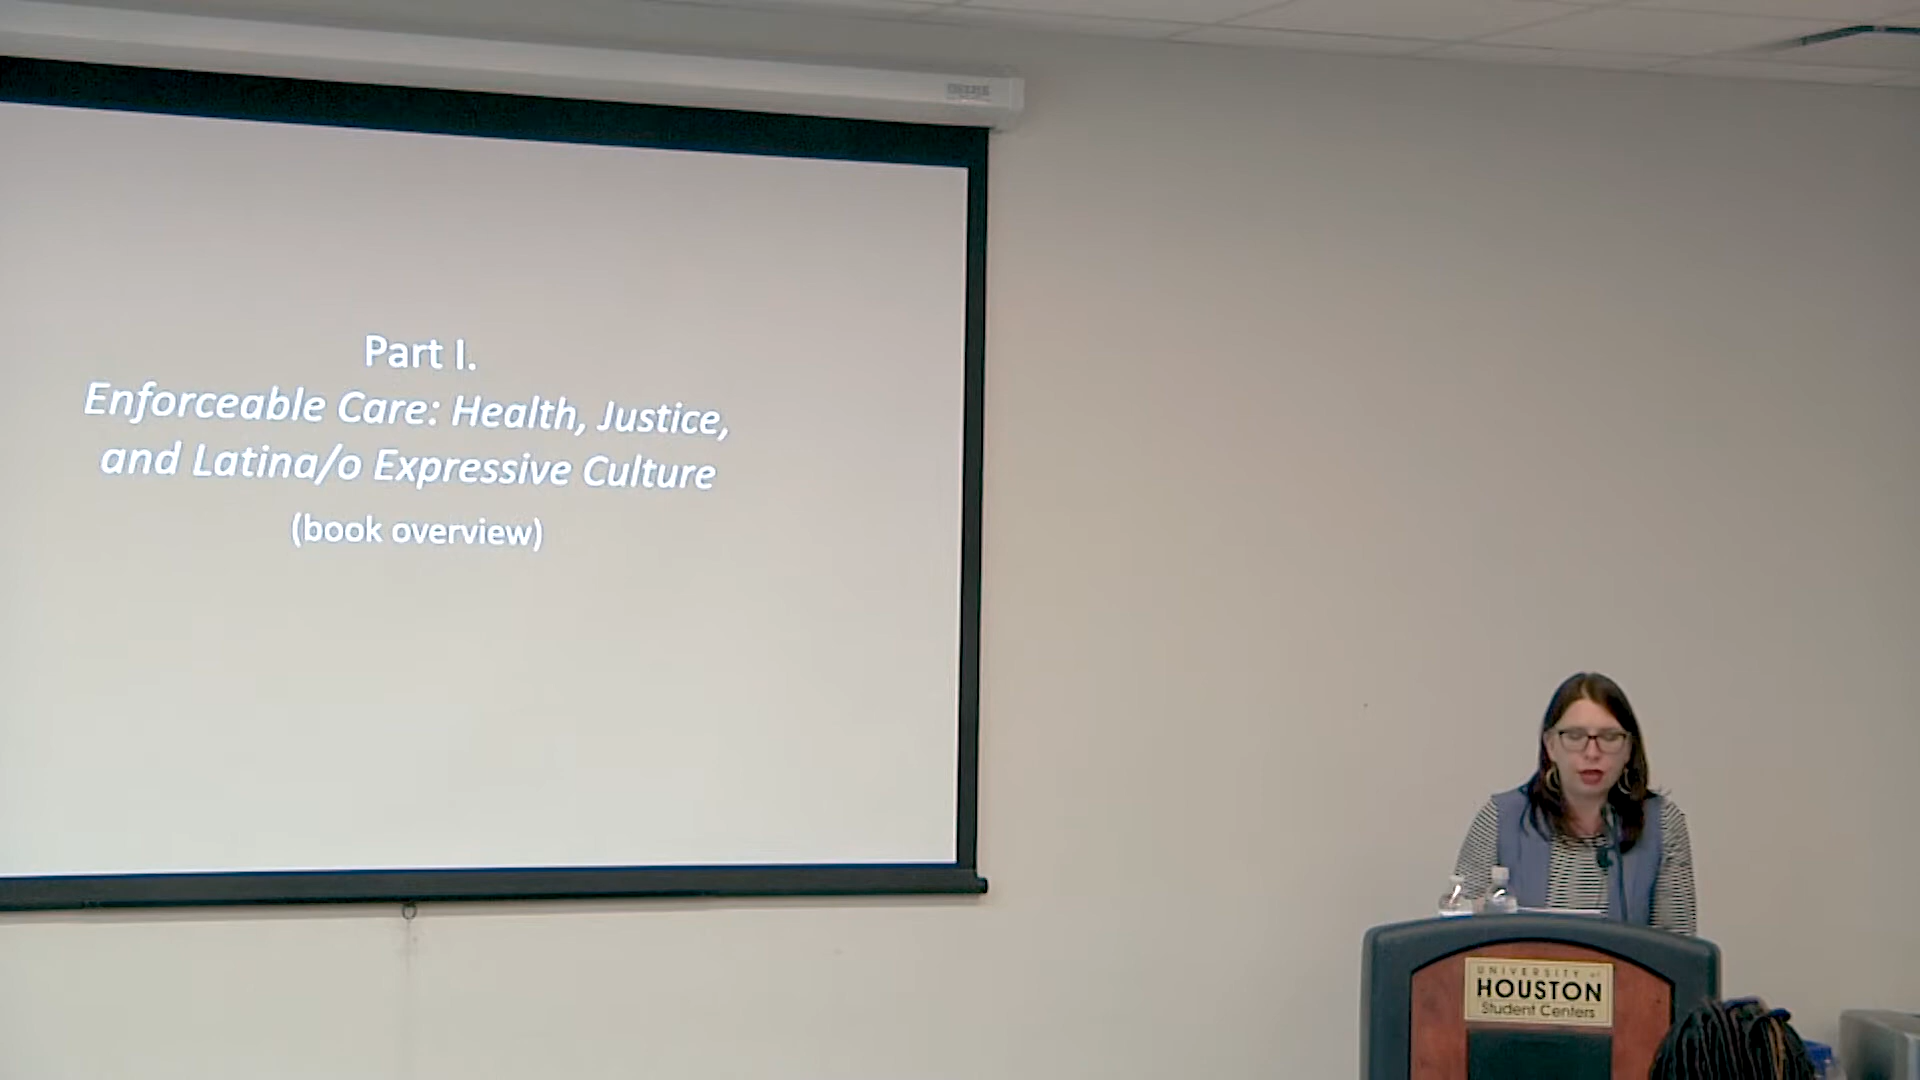 Part I.
Enforceable Care: Health, Justice,
and Latina/o Expressive Culture
(book overview)
UNIVERSITY of
HOUSTON
Student Centers